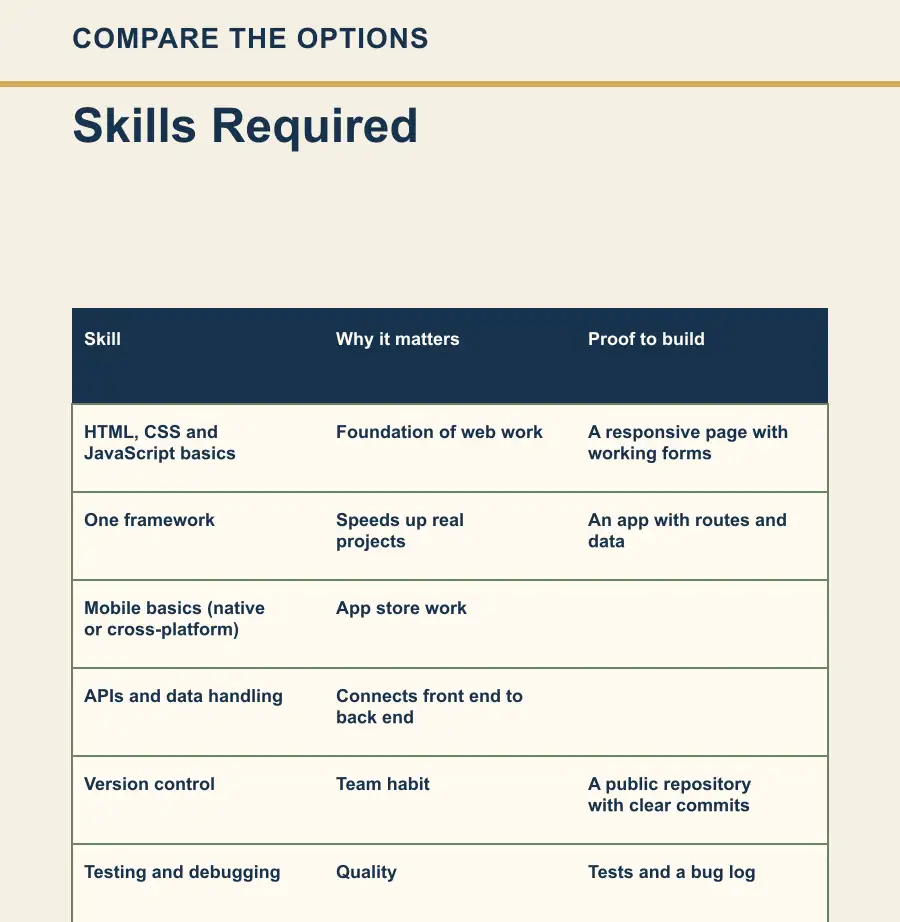 COMPARE THE OPTIONS
Skills Required
Skill
Why it matters
Proof to build
HTML, CSS and
JavaScript basics
Foundation of web work
A responsive page with
working forms
One framework
Speeds up real
projects
An app with routes and
data
Mobile basics (native
or cross-platform)
App store work
APIs and data handling
Connects front end to
back end
Version control
Team habit
A public repository
with clear commits
Testing and debugging
Quality
Tests and a bug log